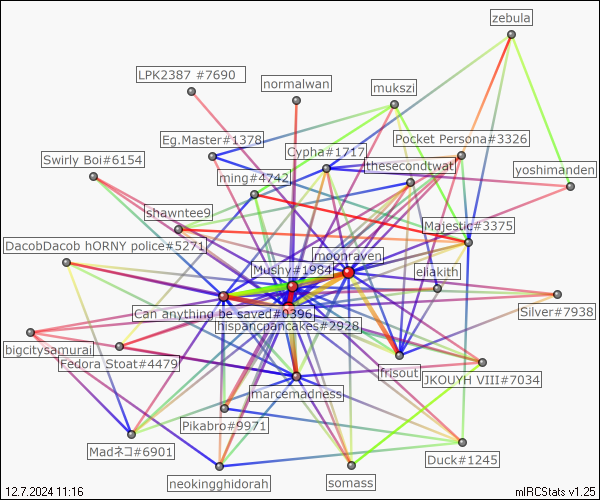 zebula
LPK2387 #7690
normalwan
mukszi
Eg.Master#1378
Pocket Persona#3326
Cypha#1717
Swirly Boi#6154
thesecondtwat
ming#4742
yoshimanden
shawntee9
Majestic#3375
DacobDacob hORNY police#5271
moonraven
Mushy#1984
eliakith
Can anything be saved#0396
Silver#7938
hispancpancakes#2928
bigcitysamurai
Fedora Stoat#4479
frisout
JKOUYH VIII#7034
marcemadness
Pikabro#9971
Madネコ#6901
Duck#1245
neokingghidorah
somass
12.7.2024 11:16
mIRCStats v1.25